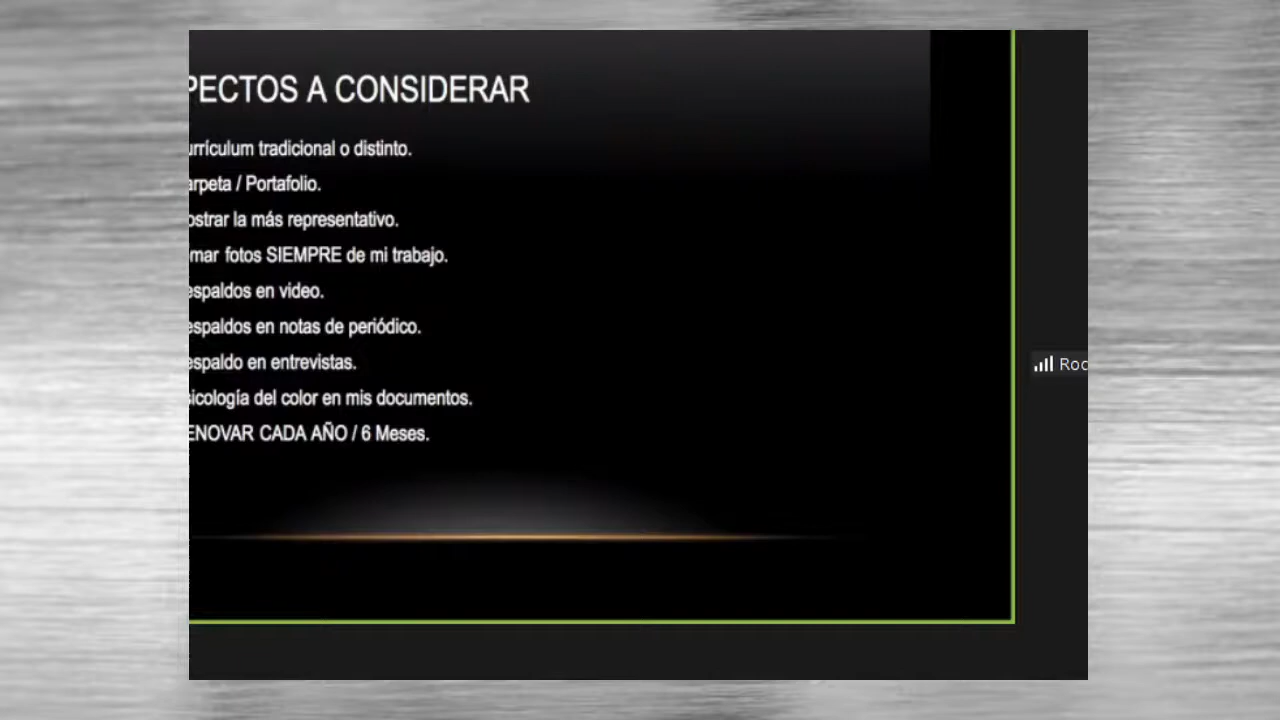 PECTOS A CONSIDERAR
urrículum tradicional o distinto.
arpeta / Portafolio.
ostrar la más representativo.
omar fotos SIEMPRE de mi trabajo.
espaldos en video.
espaldos en notas de periódico.
espaldo en entrevistas.
sicología del color en mis documentos.
ENOVAR CADA AÑO / 6 Meses.
Roc